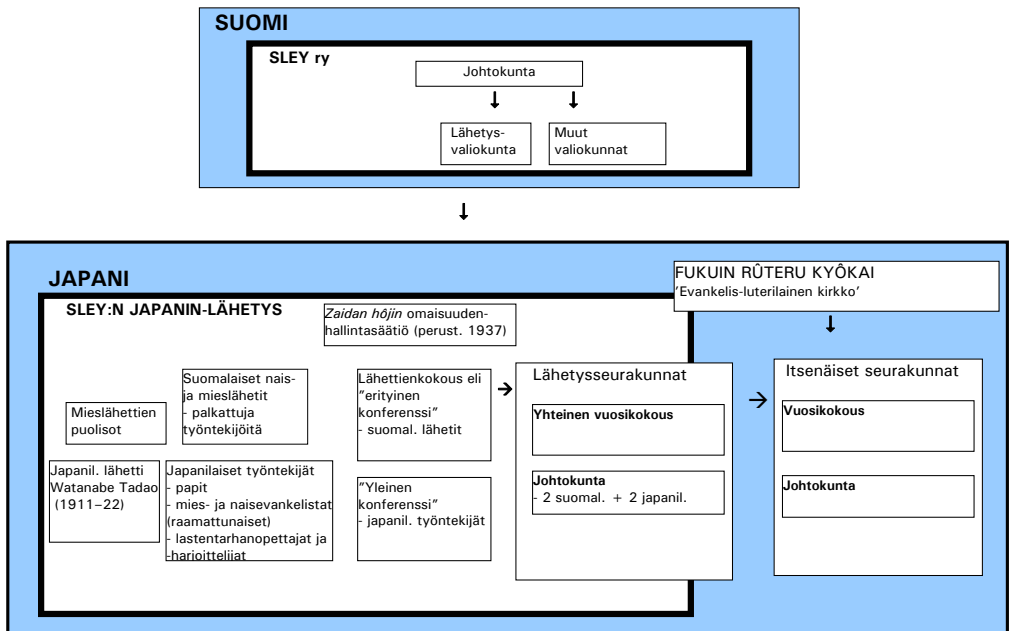 SUOMI
SLEY ry
Johtokunta
Lähetys-
valiokunta
Muut
valiokunnat
JAPANI
FUKUIN RÛTERU KYÔKAI
’Evankelis-luterilainen kirkko’
SLEY:N JAPANIN-LÄHETYS
Zaidan hôjin omaisuuden-
hallintasäätiö (perust. 1937)
Mieslähettien
puolisot
Suomalaiset nais-
ja mieslähetit
- palkattuja
työntekijöitä
Lähettienkokous eli
”erityinen
konferenssi”
- suomal. lähetit
Japanil. lähetti
Watanabe Tadao
(1911–22)
Japanilaiset työntekijät
- papit
- mies- ja naisevankelistat
(raamattunaiset)
- lastentarhanopettajat ja
-harjoittelijat
”Yleinen
konferenssi”
- japanil. työntekijät
Lähetysseurakunnat
Yhteinen vuosikokous
Johtokunta
- 2 suomal. + 2 japanil.
Itsenäiset seurakunnat
Vuosikokous
Johtokunta